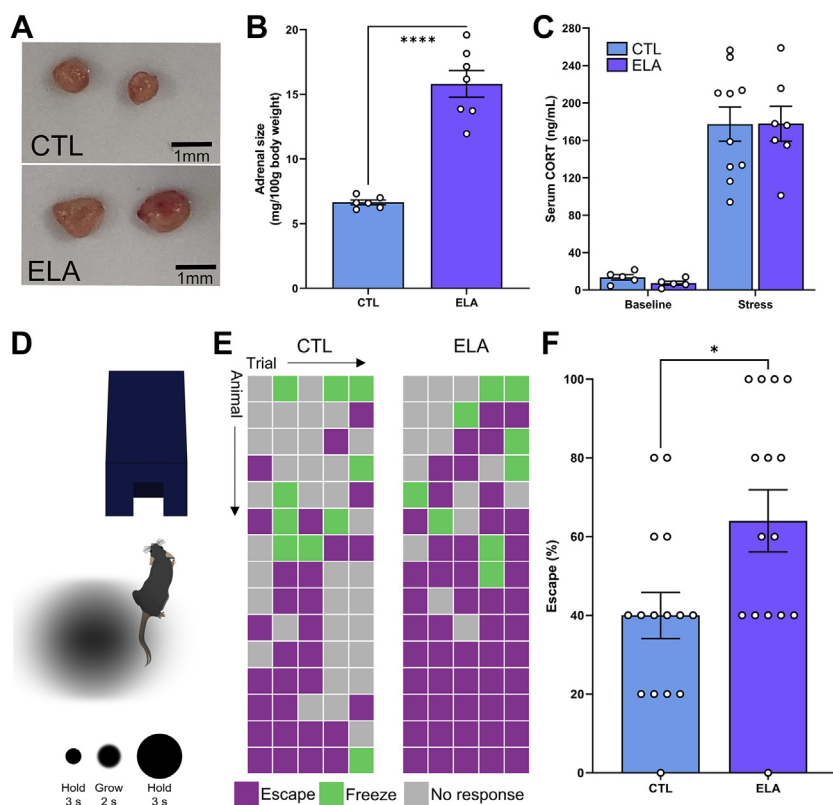 A
CTL
1mm
ELA
1mm
B
****
Adrenal size
(mg/100g body weight)
20
15
10
5
0
CTL
ELA
C
CTL
ELA
Serum CORT (ng/mL)
280
240
200
160
120
80
40
0
Baseline
Stress
D
Hold
3 s
Grow
2 s
Hold
3 s
E
CTL
ELA
Trial
Animal
Escape
Freeze
No response
F
*
Escape (%)
100
80
60
40
20
0
CTL
ELA